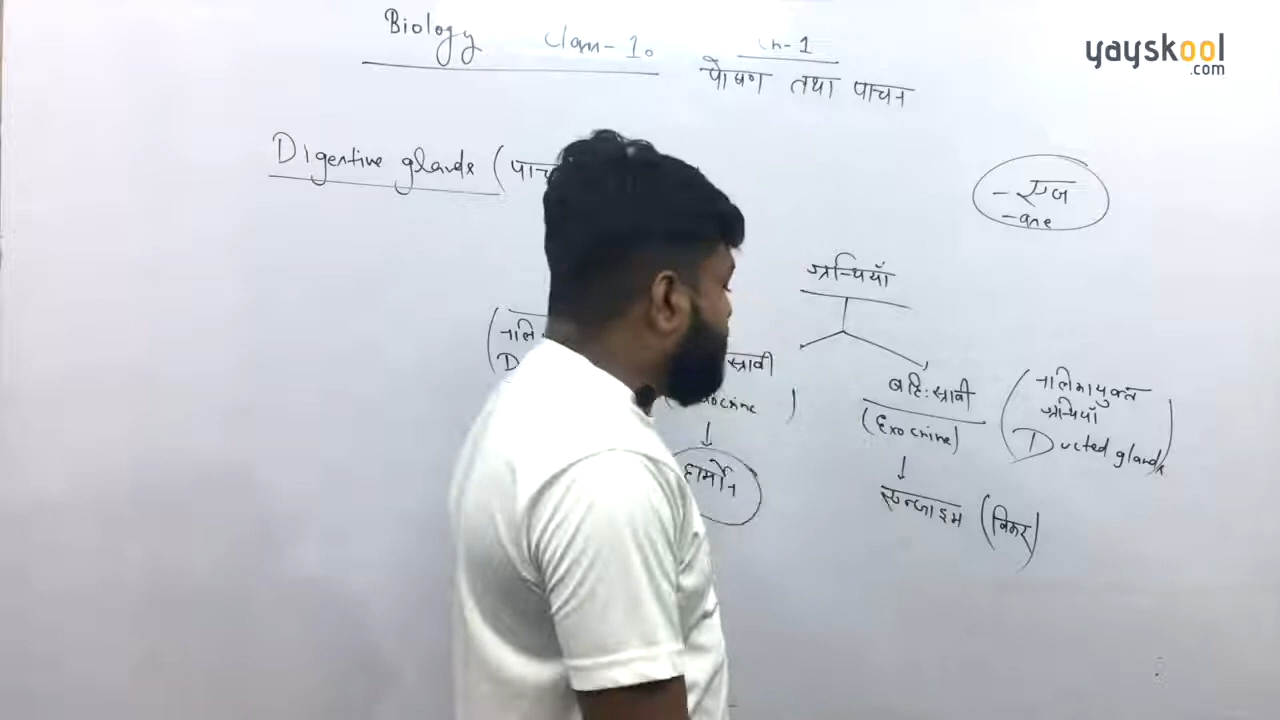 Biology Class-10 Ch-1
पोषण तथा पाचन
yayskool
.com
Digestive glands (पाच
- एज
- ase
ग्रन्थियाँ
स्त्रावी
हार्मोन
बहि:स्त्रावी
(Exocrine)
(नलिकायुक्त
ग्रन्थियाँ
Ducted glands)
↓
एन्जाइम (विकर)